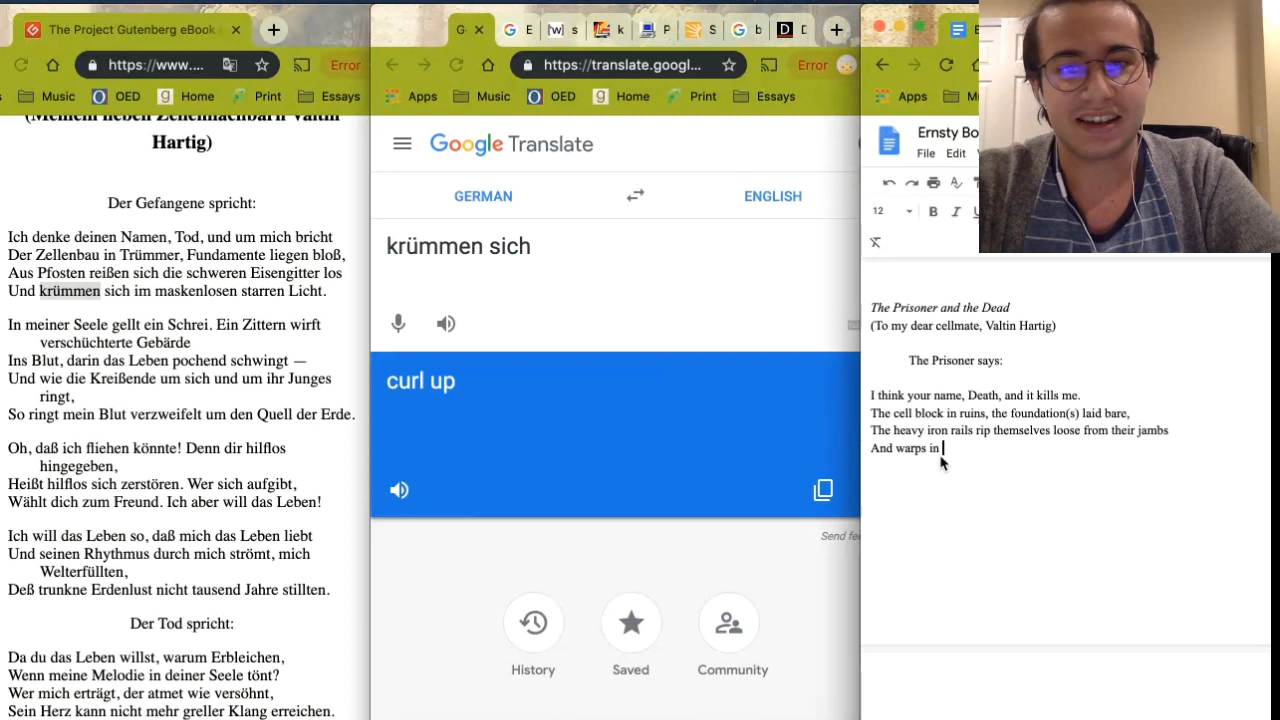 The Project Gutenberg eBook
https://www....
Error
Music
OED
Home
Print
Essays
(Meinem lieben Zellennachbarn Valtin
Hartig)
Der Gefangene spricht:
Ich denke deinen Namen, Tod, und um mich bricht
Der Zellenbau in Trümmer, Fundamente liegen bloß,
Aus Pfosten reißen sich die schweren Eisengitter los
Und krümmen sich im maskenlosen starren Licht.
In meiner Seele gellt ein Schrei. Ein Zittern wirft
verschüchterte Gebärde
Ins Blut, darin das Leben pochend schwingt —
Und wie die Kreißende um sich und um ihr Junges
ringt,
So ringt mein Blut verzweifelt um den Quell der Erde.
Oh, daß ich fliehen könnte! Denn dir hilflos
hingegeben,
Heißt hilflos sich zerstören. Wer sich aufgibt,
Wählt dich zum Freund. Ich aber will das Leben!
Ich will das Leben so, daß mich das Leben liebt
Und seinen Rhythmus durch mich strömt, mich
Welterfüllten,
Deß trunkne Erdenlust nicht tausend Jahre stillten.
Der Tod spricht:
Da du das Leben willst, warum Erbleichen,
Wenn meine Melodie in deiner Seele tönt?
Wer mich erträgt, der atmet wie versöhnt,
Sein Herz kann nicht mehr greller Klang erreichen.
G
E
[w] s
k
P
S
G b
D
https://translate.googl...
Error
Apps
Music
OED
Home
Print
Essays
Google Translate
GERMAN
ENGLISH
krümmen sich
curl up
Send fee
History
Saved
Community
Apps
Ernsty Bo
File Edit
12
B I U
The Prisoner and the Dead
(To my dear cellmate, Valtin Hartig)
The Prisoner says:
I think your name, Death, and it kills me.
The cell block in ruins, the foundation(s) laid bare,
The heavy iron rails rip themselves loose from their jambs
And warps in